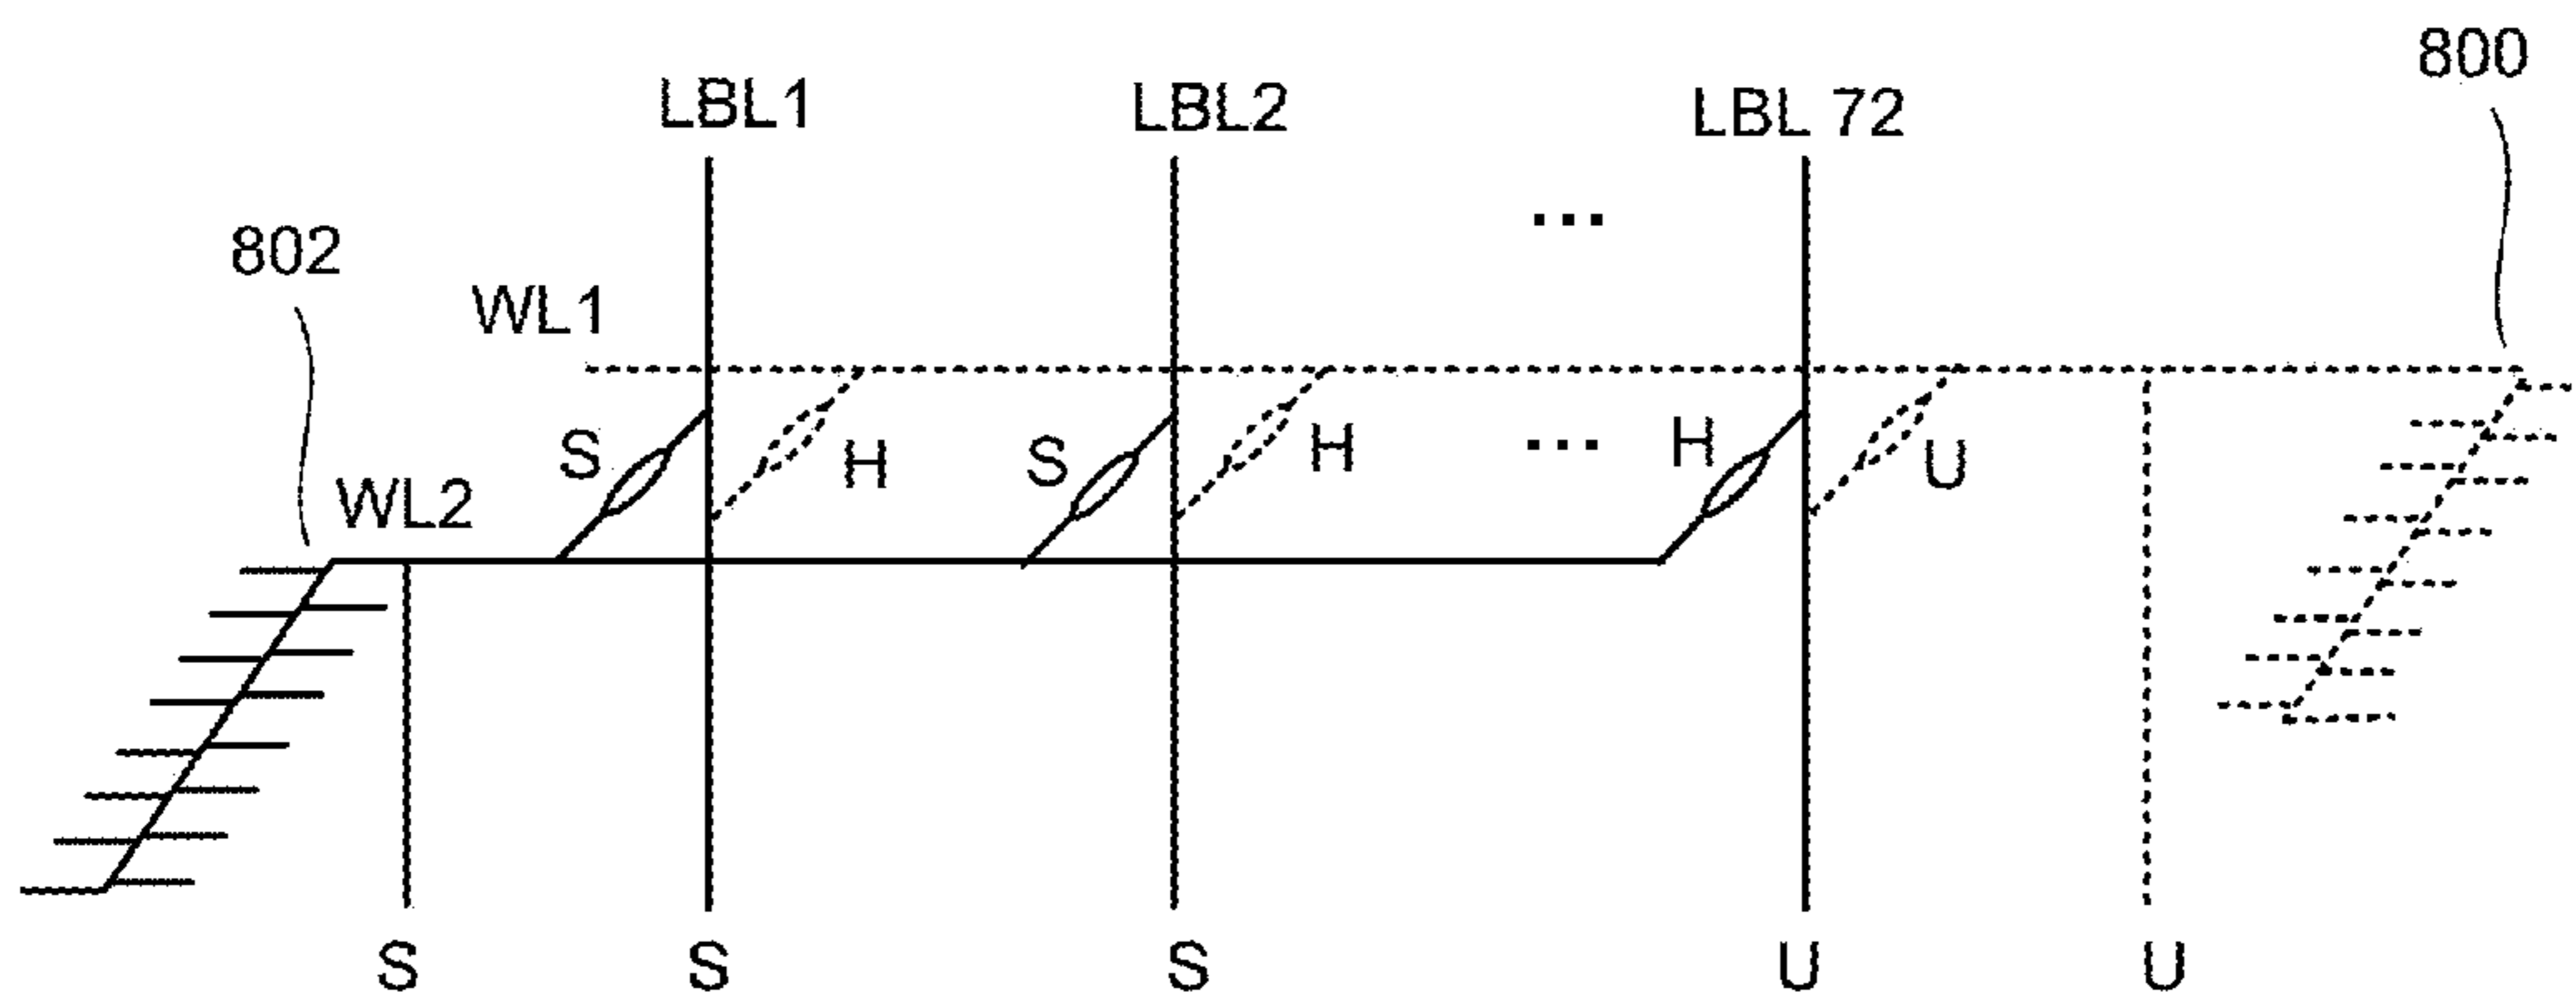 800
LBL1 LBL2 LBL 72
...
802
WL1
S H S H ... H U
WL2
S S S U U